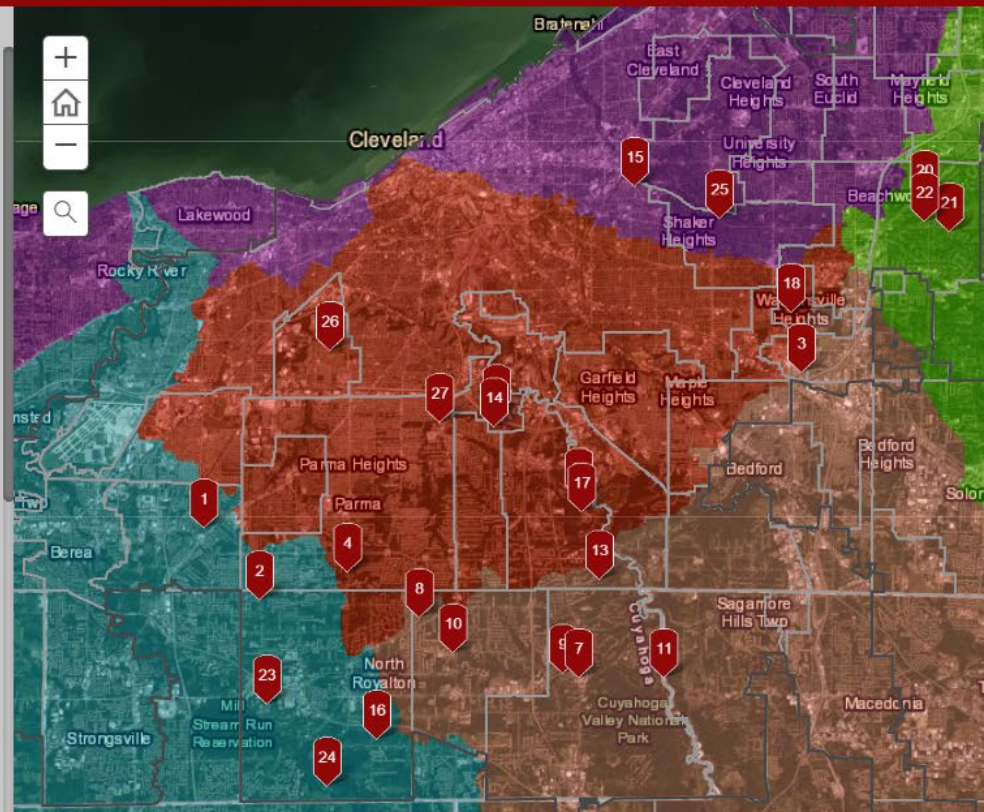 Bratenahl
East
Cleveland
Cleveland
Heights
South
Euclid
Mayfield
Heights
+
−
Cleveland
University
Heights
15
25
20
22
21
Lakewood
Shaker
Heights
Rocky River
18
Heights
26
3
27
14
Garfield
Heights
Maple
Heights
Parma Heights
Bedford
Bedford
Heights
17
1
Parma
Twp
Berea
4
13
2
8
10
9
7
11
Cuyahoga
Sagamore
Hills Twp
North
Royalton
23
16
Mill
Stream Run
Reservation
Cuyahoga
Valley National
Park
Macedonia
Strongsville
24